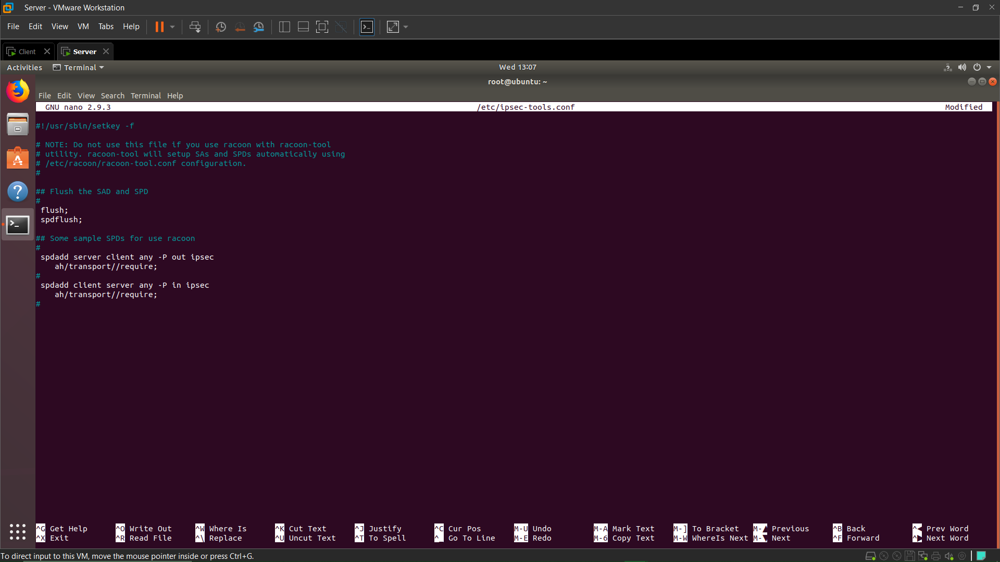 Server - VMware Workstation
File Edit View VM Tabs Help
Client Server
Activities Terminal Wed 13:07
root@ubuntu: ~
File Edit View Search Terminal Help
GNU nano 2.9.3 /etc/ipsec-tools.conf Modified
#!/usr/sbin/setkey -f
# NOTE: Do not use this file if you use racoon with racoon-tool
# utility. racoon-tool will setup SAs and SPDs automatically using
# /etc/racoon/racoon-tool.conf configuration.
#
## Flush the SAD and SPD
#
flush;
spdflush;
## Some sample SPDs for use racoon
#
spdadd server client any -P out ipsec
ah/transport//require;
#
spdadd client server any -P in ipsec
ah/transport//require;
#
^G Get Help ^O Write Out ^W Where Is ^K Cut Text ^J Justify ^C Cur Pos M-U Undo M-A Mark Text M-] To Bracket M-▲ Previous ^B Back ^◀ Prev Word
^X Exit ^R Read File ^\ Replace ^U Uncut Text ^T To Spell ^_ Go To Line M-E Redo M-6 Copy Text M-W WhereIs Next M-▼ Next ^F Forward ^▶ Next Word
To direct input to this VM, move the mouse pointer inside or press Ctrl+G.